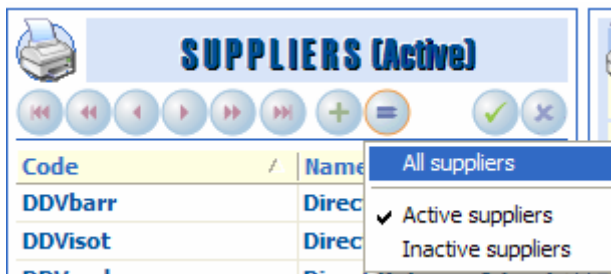 SUPPLIERS (Active)
Code / Name
All suppliers
DDVbarr Direc
Active suppliers
DDVisot Direc
Inactive suppliers